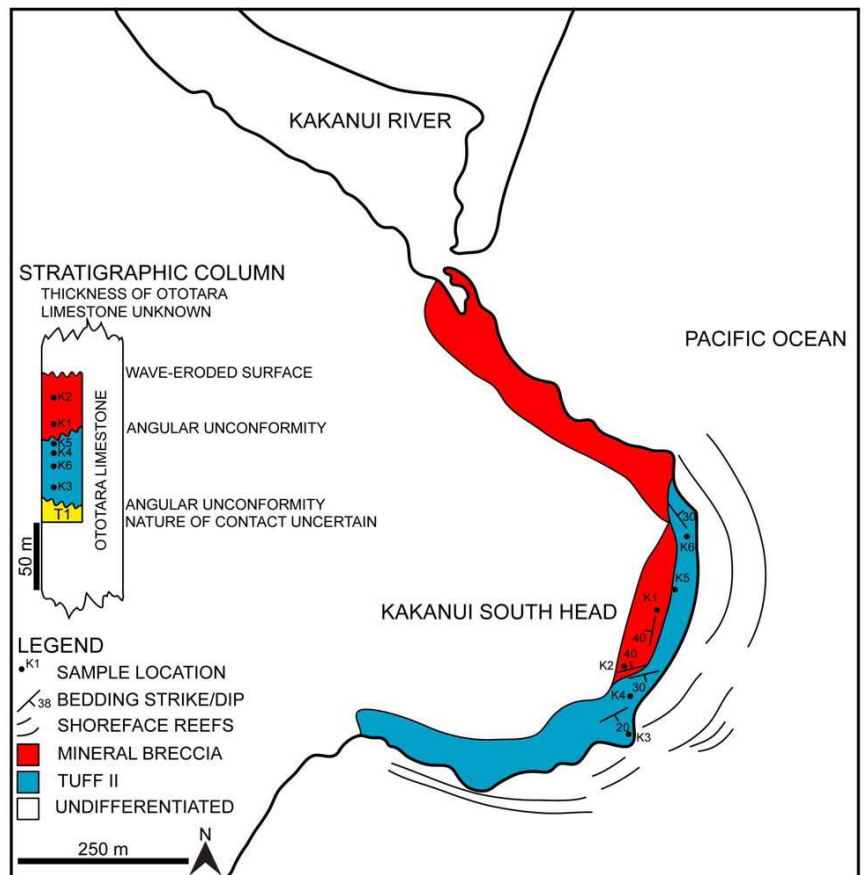 KAKANUI RIVER
STRATIGRAPHIC COLUMN
THICKNESS OF OTOTARA
LIMESTONE UNKNOWN
PACIFIC OCEAN
WAVE-ERODED SURFACE
K2
K1
ANGULAR UNCONFORMITY
K5
K4
K6
K3
OTOTARA LIMESTONE
ANGULAR UNCONFORMITY
T1
NATURE OF CONTACT UNCERTAIN
50 m
30
K6
K5
KAKANUI SOUTH HEAD
K1
40
40
K2
30
K4
20
K3
LEGEND
K1
SAMPLE LOCATION
38
BEDDING STRIKE/DIP
SHOREFACE REEFS
MINERAL BRECCIA
TUFF II
UNDIFFERENTIATED
N
250 m